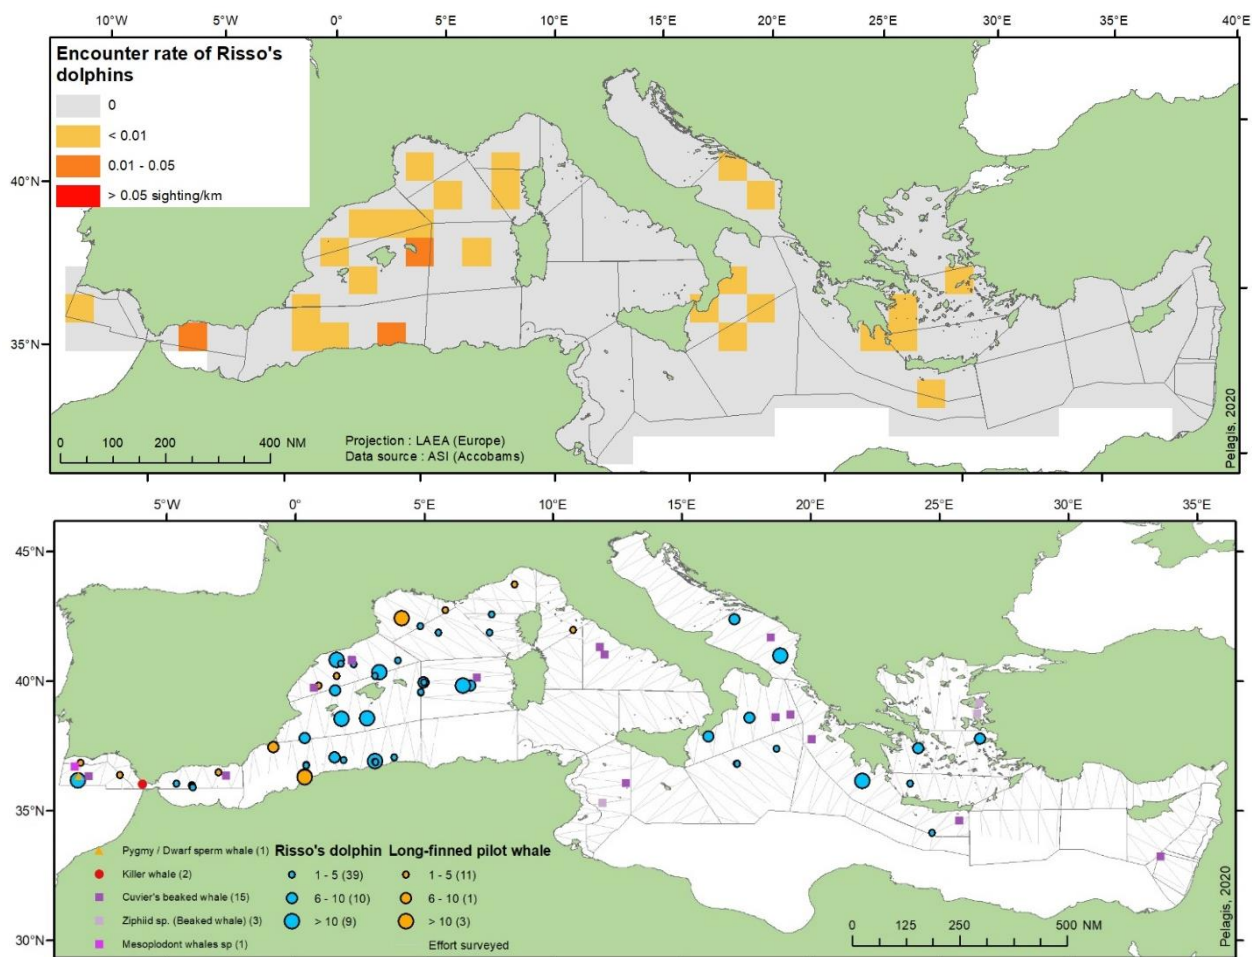 10°W 5°W 0° 5°E 10°E 15°E 20°E 25°E 30°E 35°E 40°E
Encounter rate of Risso's
dolphins
0
< 0.01
0.01 - 0.05
> 0.05 sighting/km
40°N
35°N
0 100 200 400 NM
Projection : LAEA (Europe)
Data source : ASI (Accobams)
Pelagis, 2020
5°W 0° 5°E 10°E 15°E 20°E 25°E 30°E 35°E
45°N
40°N
35°N
30°N
Pygmy / Dwarf sperm whale (1)
Killer whale (2)
Cuvier's beaked whale (15)
Ziphiid sp. (Beaked whale) (3)
Mesoplodont whales sp (1)
Risso's dolphin
1 - 5 (39)
6 - 10 (10)
> 10 (9)
Long-finned pilot whale
1 - 5 (11)
6 - 10 (1)
> 10 (3)
Effort surveyed
0 125 250 500 NM
Pelagis, 2020